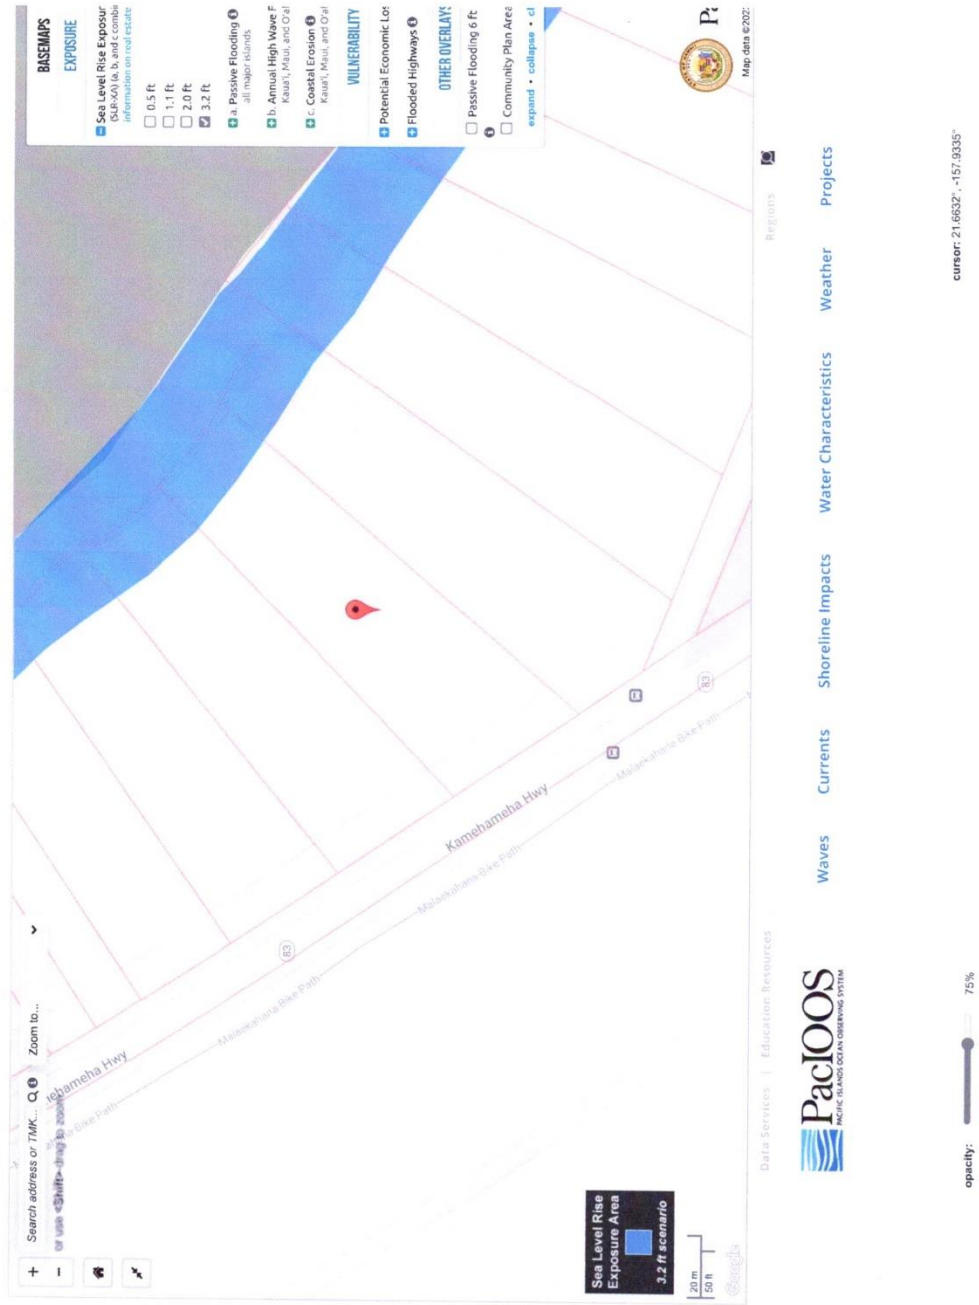 +
−
Search address or TMK...
Zoom to...
or use <Shift> drag to zoom
BASEMAPS
EXPOSURE
Sea Level Rise Exposur
(SLR-XA) (a, b, and c combi
information on real estate
0.5 ft
1.1 ft
2.0 ft
3.2 ft
a. Passive Flooding
all major islands
b. Annual High Wave F
Kaua'i, Maui, and O'al
c. Coastal Erosion
Kaua'i, Maui, and O'al
VULNERABILITY
Potential Economic Los
Flooded Highways
OTHER OVERLAYS
Passive Flooding 6 ft
Community Plan Area
expand • collapse • cl
ehameha Hwy
Bike Path
83
Malaekahana Bike Path
Kamehameha Hwy
Malaekahana Bike Path
83
Malaekahana Bike Path
Sea Level Rise
Exposure Area
3.2 ft scenario
20 m
50 ft
Google
Map data ©202
Data Services | Education Resources
Regions
PacIOOS
PACIFIC ISLANDS OCEAN OBSERVING SYSTEM
Waves
Currents
Shoreline Impacts
Water Characteristics
Weather
Projects
opacity:
75%
cursor: 21.6632°, -157.9335°